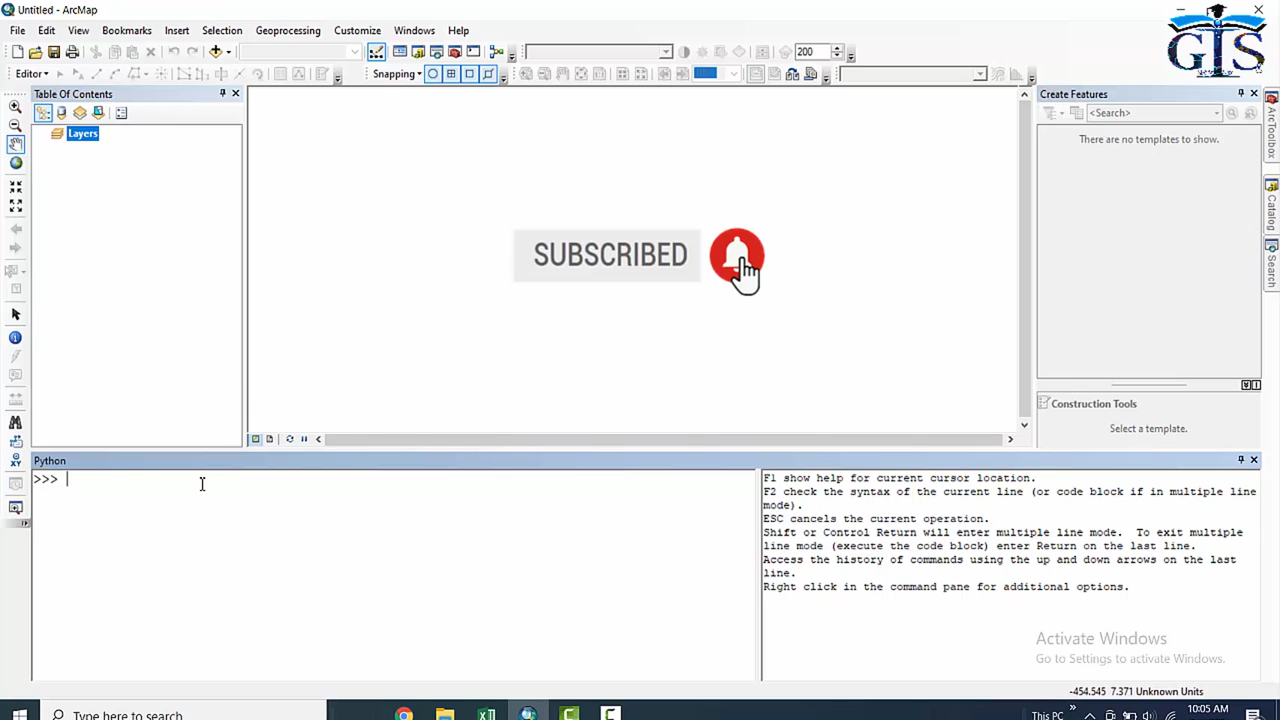 Untitled - ArcMap
File Edit View Bookmarks Insert Selection Geoprocessing Customize Windows Help
GIS
200
Editor Snapping
Table Of Contents
Create Features
Layers
<Search>
There are no templates to show.
ArcToolbox
Catalog
Search
SUBSCRIBED
Construction Tools
Select a template.
Python
>>>
F1 show help for current cursor location.
F2 check the syntax of the current line (or code block if in multiple line
mode).
ESC cancels the current operation.
Shift or Control Return will enter multiple line mode. To exit multiple
line mode (execute the code block) enter Return on the last line.
Access the history of commands using the up and down arrows on the last
line.
Right click in the command pane for additional options.
Activate Windows
Go to Settings to activate Windows.
-454.545 7.371 Unknown Units
Type here to search
This PC
10:05 AM